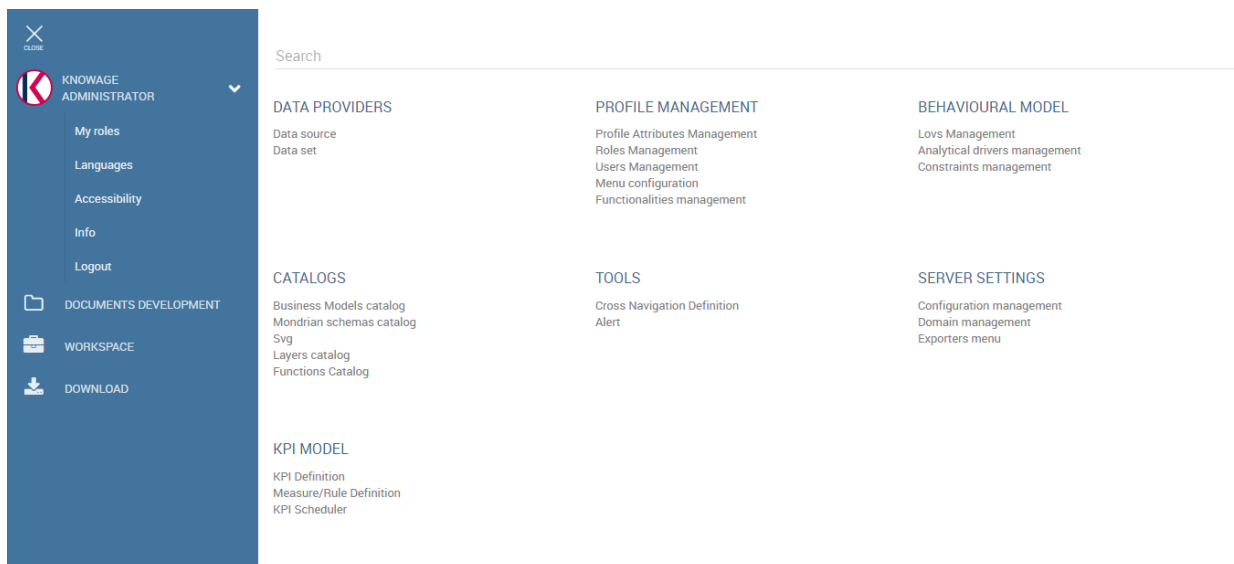 CLOSE
KNOWAGE
ADMINISTRATOR
My roles
Languages
Accessibility
Info
Logout
DOCUMENTS DEVELOPMENT
WORKSPACE
DOWNLOAD
Search
DATA PROVIDERS
Data source
Data set
PROFILE MANAGEMENT
Profile Attributes Management
Roles Management
Users Management
Menu configuration
Functionalities management
BEHAVIOURAL MODEL
Lovs Management
Analytical drivers management
Constraints management
CATALOGS
Business Models catalog
Mondrian schemas catalog
Svg
Layers catalog
Functions Catalog
TOOLS
Cross Navigation Definition
Alert
SERVER SETTINGS
Configuration management
Domain management
Exporters menu
KPI MODEL
KPI Definition
Measure/Rule Definition
KPI Scheduler